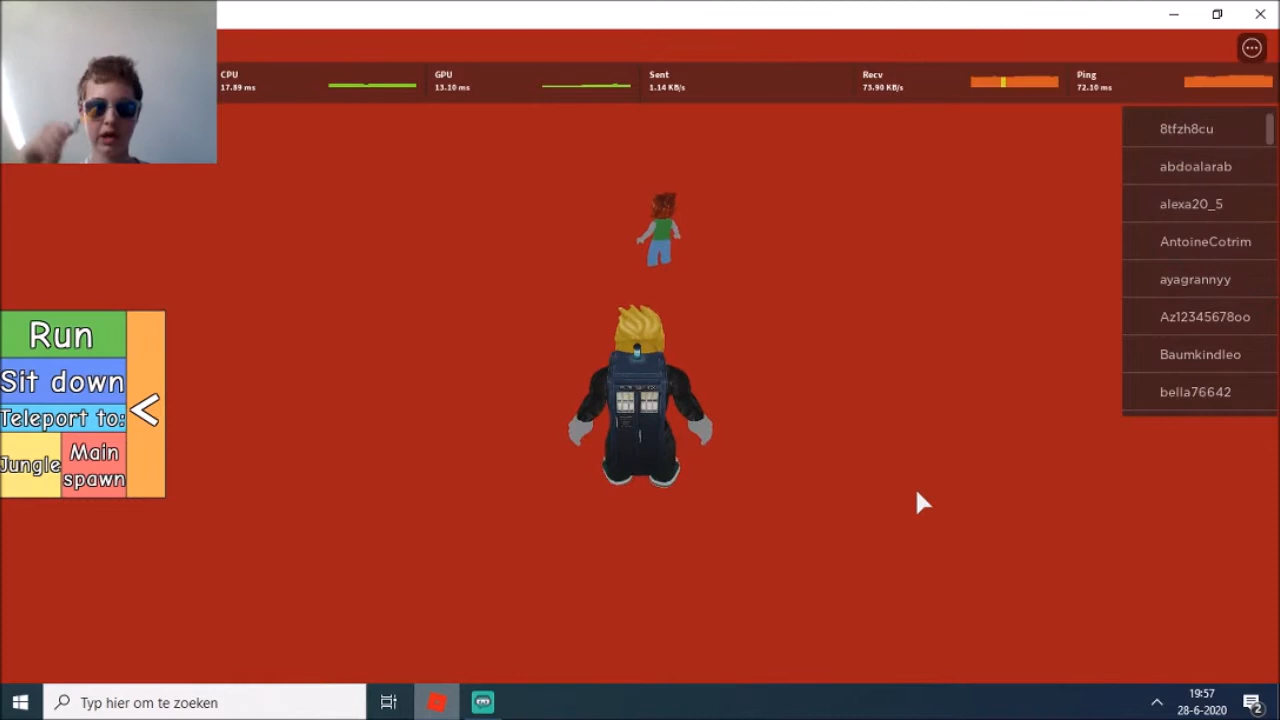 CPU
17.89 ms
GPU
13.10 ms
Sent
1.14 KB/s
Recv
73.90 KB/s
Ping
72.10 ms
8tfzh8cu
abdoalarab
alexa20_5
AntoineCotrim
ayagrannyy
Az12345678oo
Baumkindleo
bella76642
Run
Sit down
Teleport to:
Jungle
Main
spawn
<
Typ hier om te zoeken
19:57
28-6-2020
2